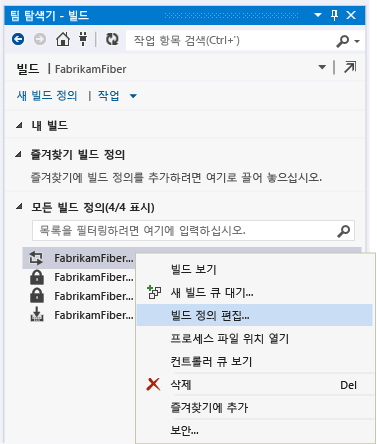 팀 탐색기 - 빌드
작업 항목 검색(Ctrl+')
빌드 | FabrikamFiber
새 빌드 정의 | 작업
내 빌드
즐겨찾기 빌드 정의
즐겨찾기에 빌드 정의를 추가하려면 여기로 끌어 놓으십시오.
모든 빌드 정의(4/4 표시)
목록을 필터링하려면 여기에 입력하십시오.
FabrikamFiber...
FabrikamFiber...
FabrikamFiber...
FabrikamFiber...
빌드 보기
새 빌드 큐 대기...
빌드 정의 편집...
프로세스 파일 위치 열기
컨트롤러 큐 보기
삭제 Del
즐겨찾기에 추가
보안...